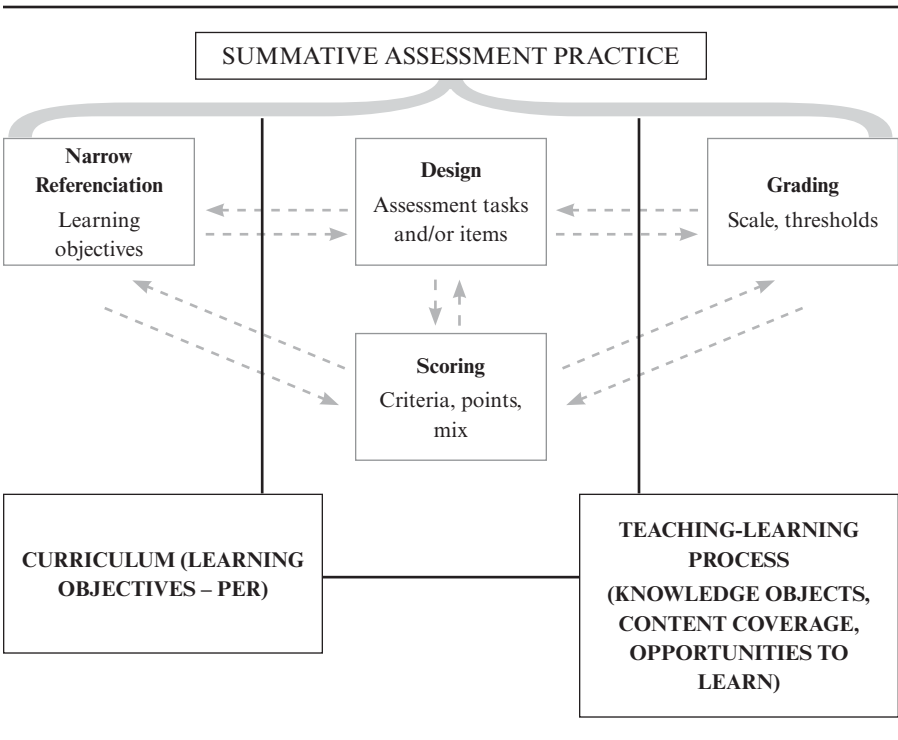 SUMMATIVE ASSESSMENT PRACTICE
Narrow
Referenciation
Learning
objectives
Design
Assessment tasks
and/or items
Grading
Scale, thresholds
Scoring
Criteria, points,
mix
CURRICULUM (LEARNING
OBJECTIVES – PER)
TEACHING-LEARNING
PROCESS
(KNOWLEDGE OBJECTS,
CONTENT COVERAGE,
OPPORTUNITIES TO
LEARN)